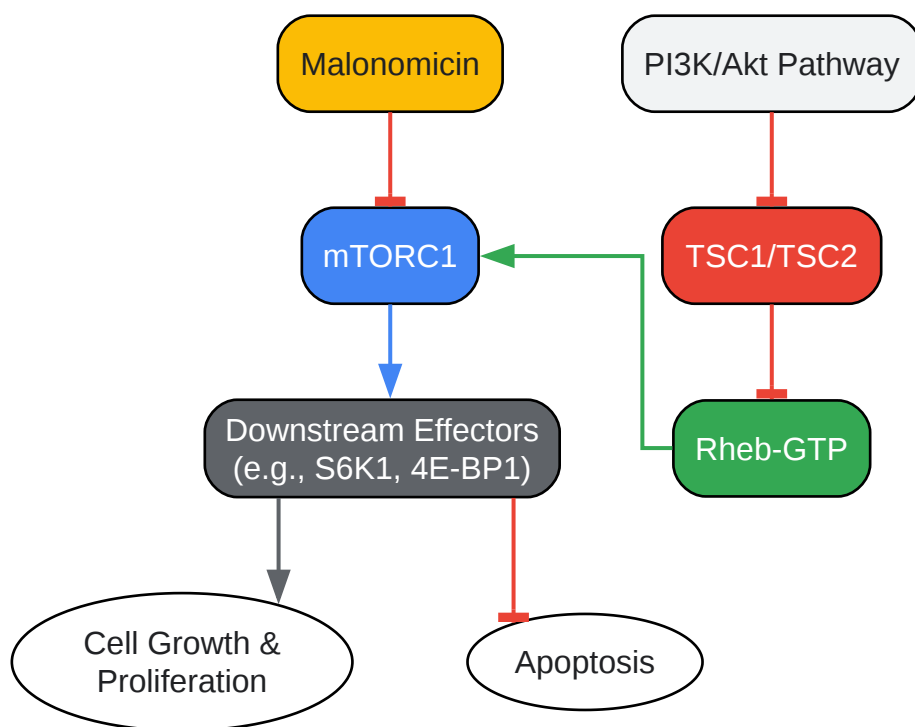 Malonomicin
PI3K/Akt Pathway
mTORC1
TSC1/TSC2
Downstream Effectors
(e.g., S6K1, 4E-BP1)
Rheb-GTP
Cell Growth &
Proliferation
Apoptosis